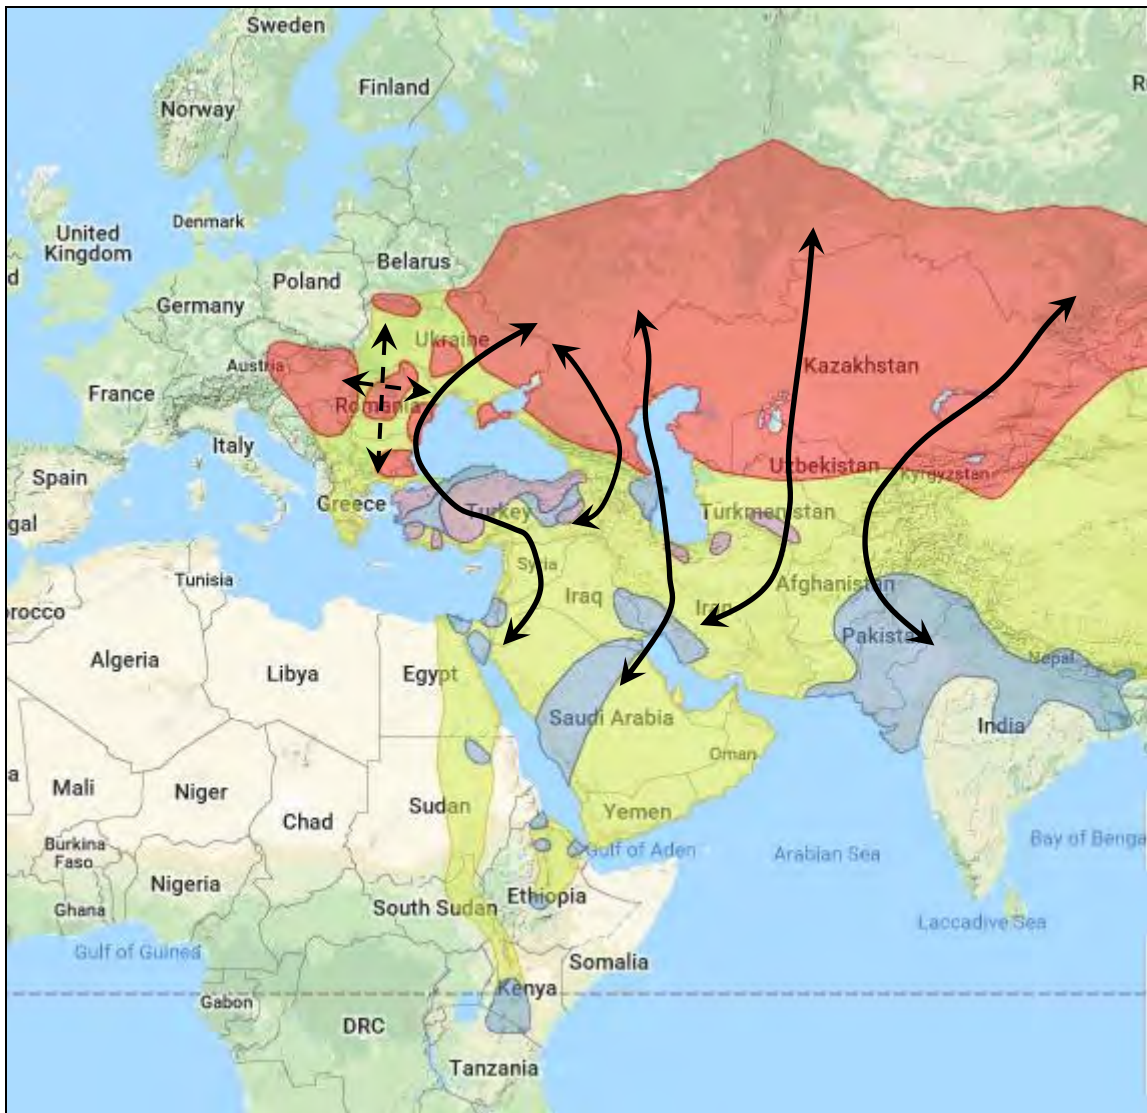 Sweden
Finland
R
Norway
Denmark
United
Kingdom
d
Belarus
Poland
Germany
Ukraine
Austria
Kazakhstan
France
Romania
Italy
Uzbekistan
Kyrgyzstan
Spain
Greece
Turkey
Turkmenistan
gal
Syria
Tunisia
Afghanistan
Iraq
Iran
orocco
Pakista
Algeria
Libya
Egypt
Nepal
Saudi Arabia
India
Oman
a
Mali
Niger
Chad
Sudan
Yemen
Burkina
Faso
Gulf of Aden
Arabian Sea
Bay of Benga
Nigeria
Ethiopia
Ghana
South Sudan
Laccadive Sea
Gulf of Guinea
Somalia
Kenya
Gabon
DRC
Tanzania